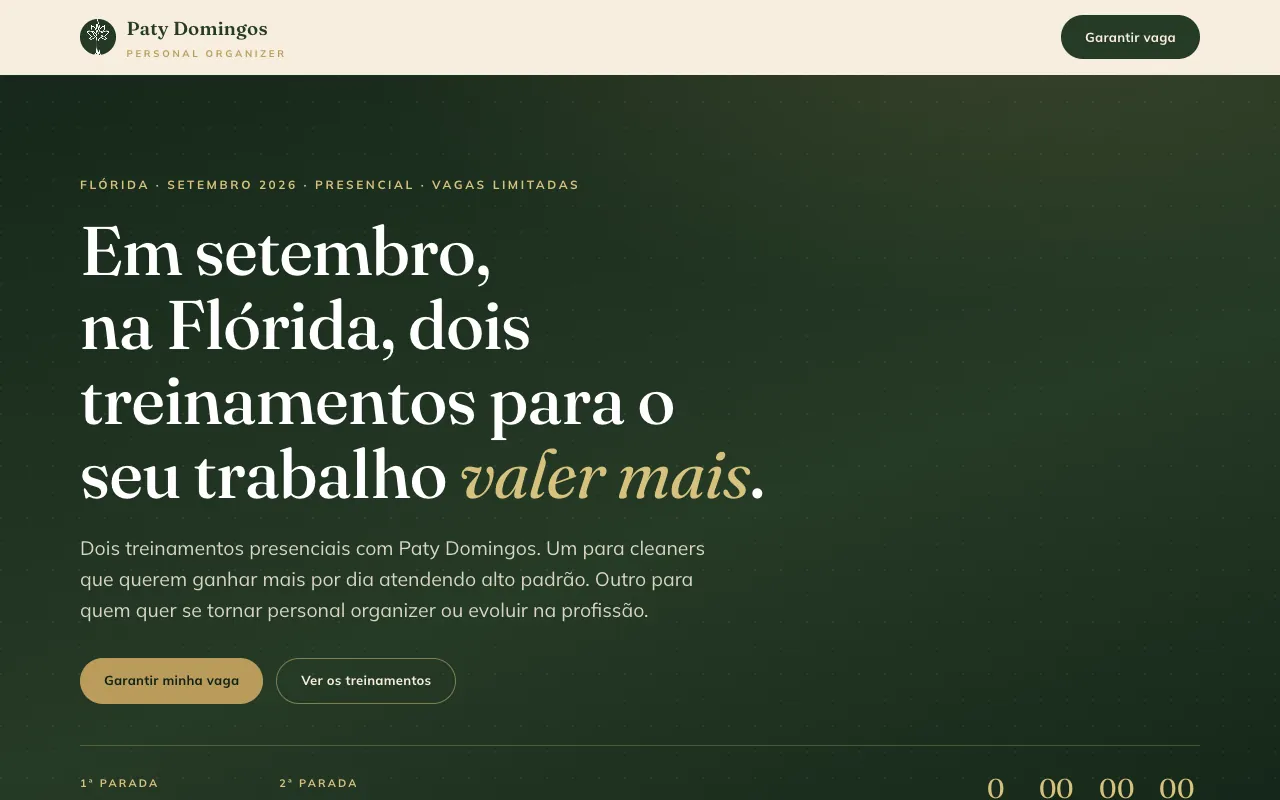 Paty Domingos
PERSONAL ORGANIZER
Garantir vaga
FLÓRIDA · SETEMBRO 2026 · PRESENCIAL · VAGAS LIMITADAS
Em setembro,
na Flórida, dois
treinamentos para o
seu trabalho valer mais.
Dois treinamentos presenciais com Paty Domingos. Um para cleaners
que querem ganhar mais por dia atendendo alto padrão. Outro para
quem quer se tornar personal organizer ou evoluir na profissão.
Garantir minha vaga
Ver os treinamentos
1ª PARADA
2ª PARADA
0 00 00 00